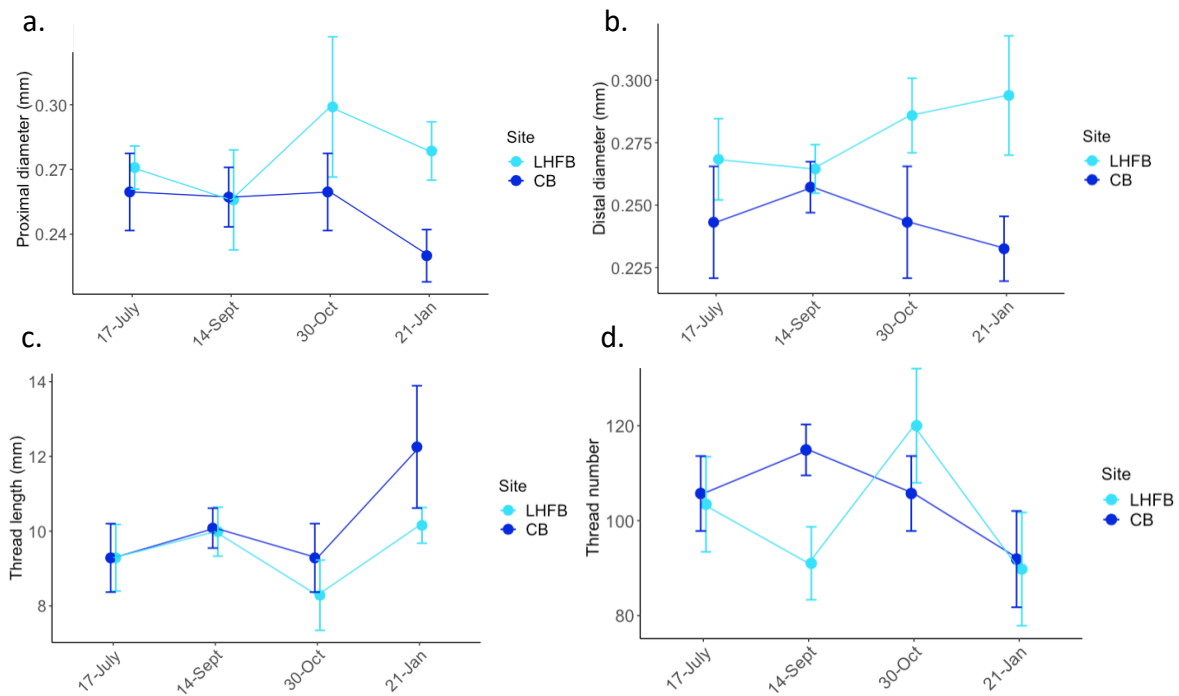 a.
Proximal diameter (mm)
0.30
0.27
0.24
17-July
14-Sept
30-Oct
21-Jan
Site
LHFB
CB
b.
Distal diameter (mm)
0.300
0.275
0.250
0.225
17-July
14-Sept
30-Oct
21-Jan
Site
LHFB
CB
c.
Thread length (mm)
14
12
10
8
17-July
14-Sept
30-Oct
21-Jan
Site
LHFB
CB
d.
Thread number
120
100
80
17-July
14-Sept
30-Oct
21-Jan
Site
LHFB
CB